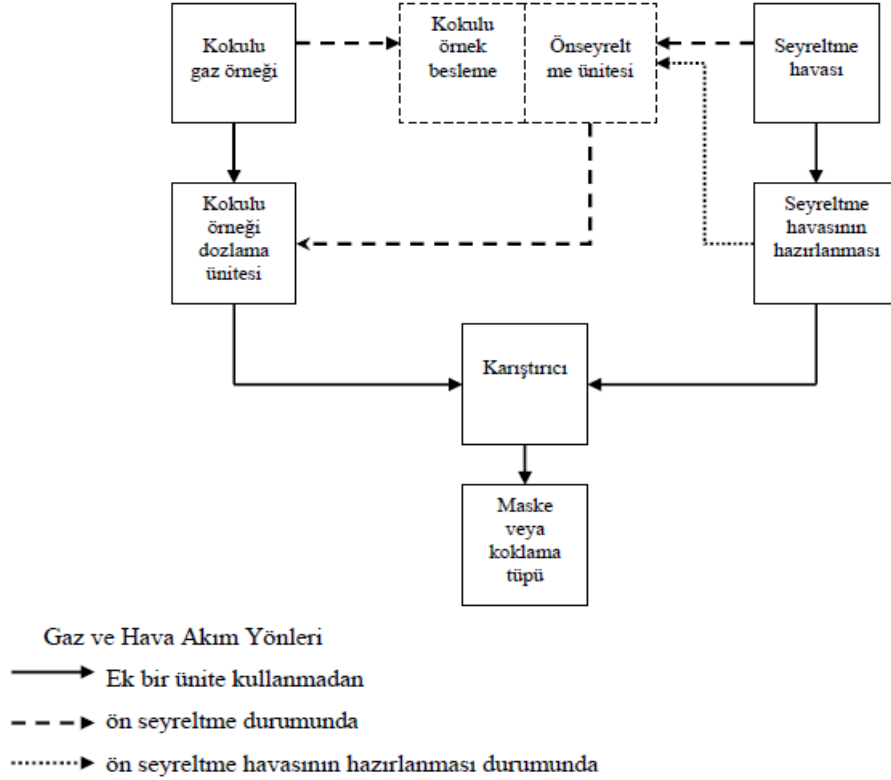 Kokulu
gaz örneği
Kokulu
örnek
besleme
Önseyrelt
me ünitesi
Seyreltme
havası
Kokulu
örneği
dozlama
ünitesi
Seyreltme
havasının
hazırlanması
Karıştırıcı
Maske
veya
koklama
tüpü
Gaz ve Hava Akım Yönleri
Ek bir ünite kullanmadan
ön seyreltme durumunda
ön seyreltme havasının hazırlanması durumunda